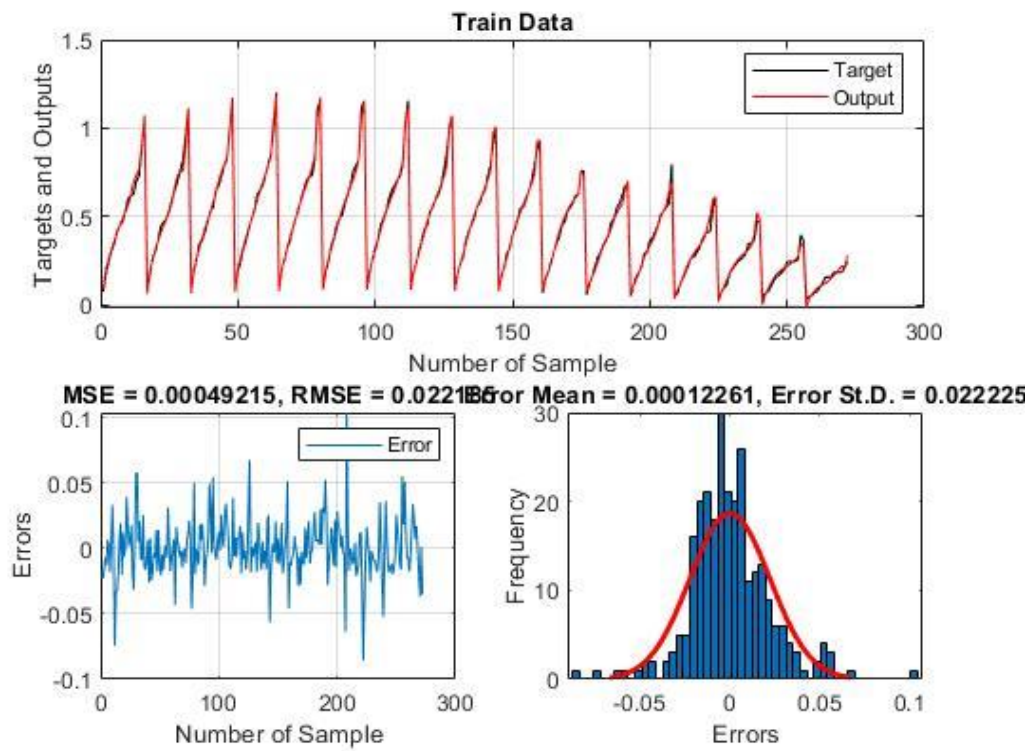 Train Data
1.5
1
0.5
0
Targets and Outputs
Target
Output
0 50 100 150 200 250 300
Number of Sample
MSE = 0.00049215, RMSE = 0.022185
Error Mean = 0.00012261, Error St.D. = 0.022225
0.1
0.05
0
-0.05
-0.1
Errors
Error
0 100 200 300
Number of Sample
30
20
10
0
Frequency
-0.05 0 0.05 0.1
Errors